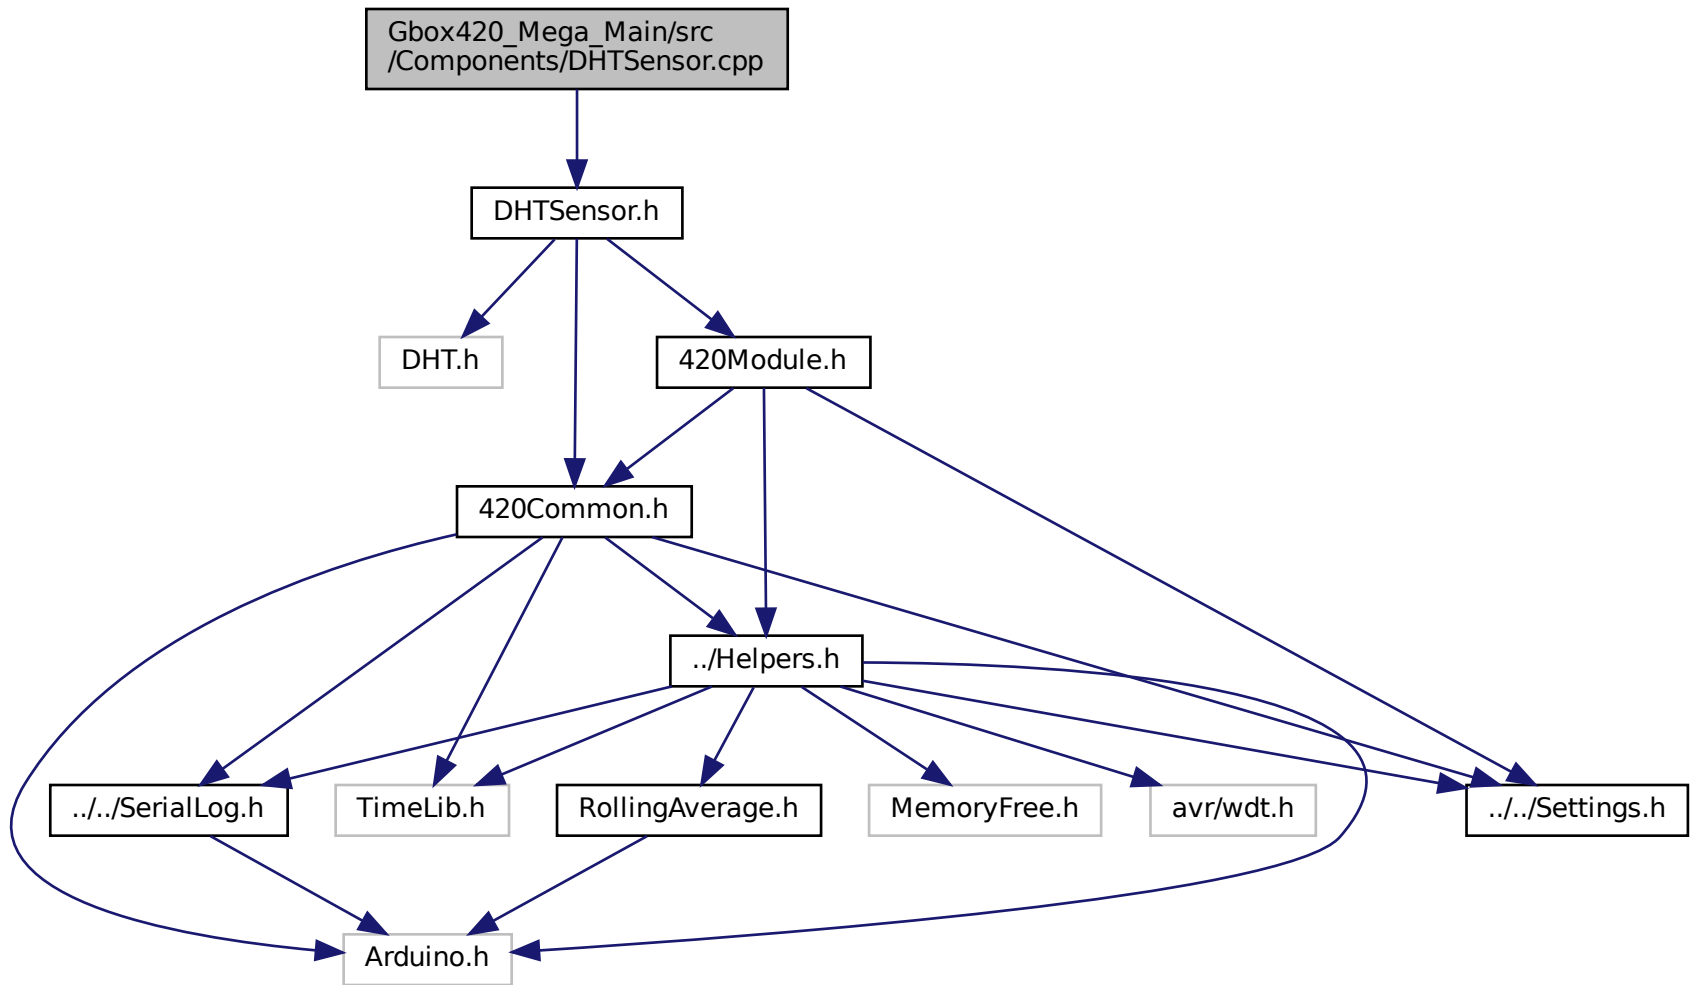 Gbox420_Mega_Main/src
/Components/DHTSensor.cpp
DHTSensor.h
DHT.h
420Module.h
420Common.h
../Helpers.h
../../SerialLog.h
TimeLib.h
RollingAverage.h
MemoryFree.h
avr/wdt.h
../../Settings.h
Arduino.h